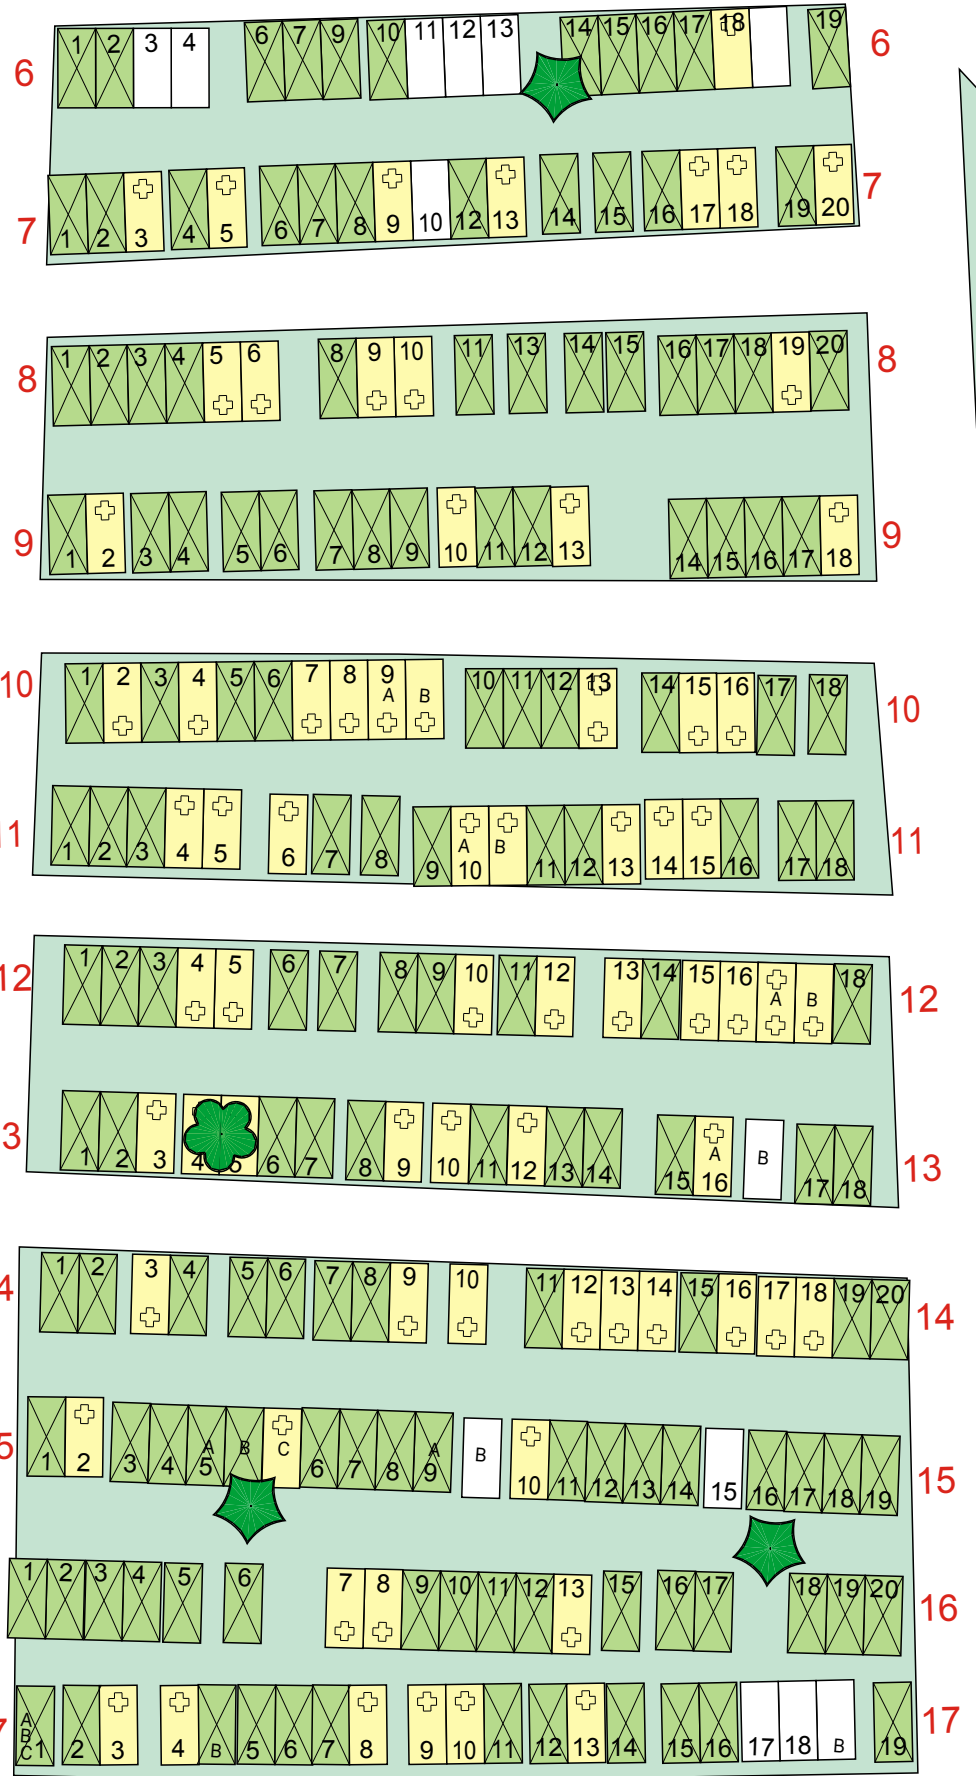 6 1 2 3 4 6 7 9 10 11 12 13 14 15 16 17 18 19 6
7 1 2 3 4 5 6 7 8 9 10 12 13 14 15 16 17 18 19 20 7
8 1 2 3 4 5 6 8 9 10 11 13 14 15 16 17 18 19 20 8
9 1 2 3 4 5 6 7 8 9 10 11 12 13 14 15 16 17 18 9
10 1 2 3 4 5 6 7 8 9 A B 10 11 12 13 14 15 16 17 18 10
11 1 2 3 4 5 6 7 8 9 A 10 B 11 12 13 14 15 16 17 18 11
12 1 2 3 4 5 6 7 8 9 10 11 12 13 14 15 16 A B 18 12
3 1 2 3 4 5 6 7 8 9 10 11 12 13 14 15 A 16 B 17 18 13
4 1 2 3 4 5 6 7 8 9 10 11 12 13 14 15 16 17 18 19 20 14
5 1 2 3 4 A 5 B C 6 7 8 A 9 B 10 11 12 13 14 15 16 17 18 19 15
1 2 3 4 5 6 7 8 9 10 11 12 13 15 16 17 18 19 20 16
7 A B C 1 2 3 4 B 5 6 7 8 9 10 11 12 13 14 15 16 17 18 B 19 17